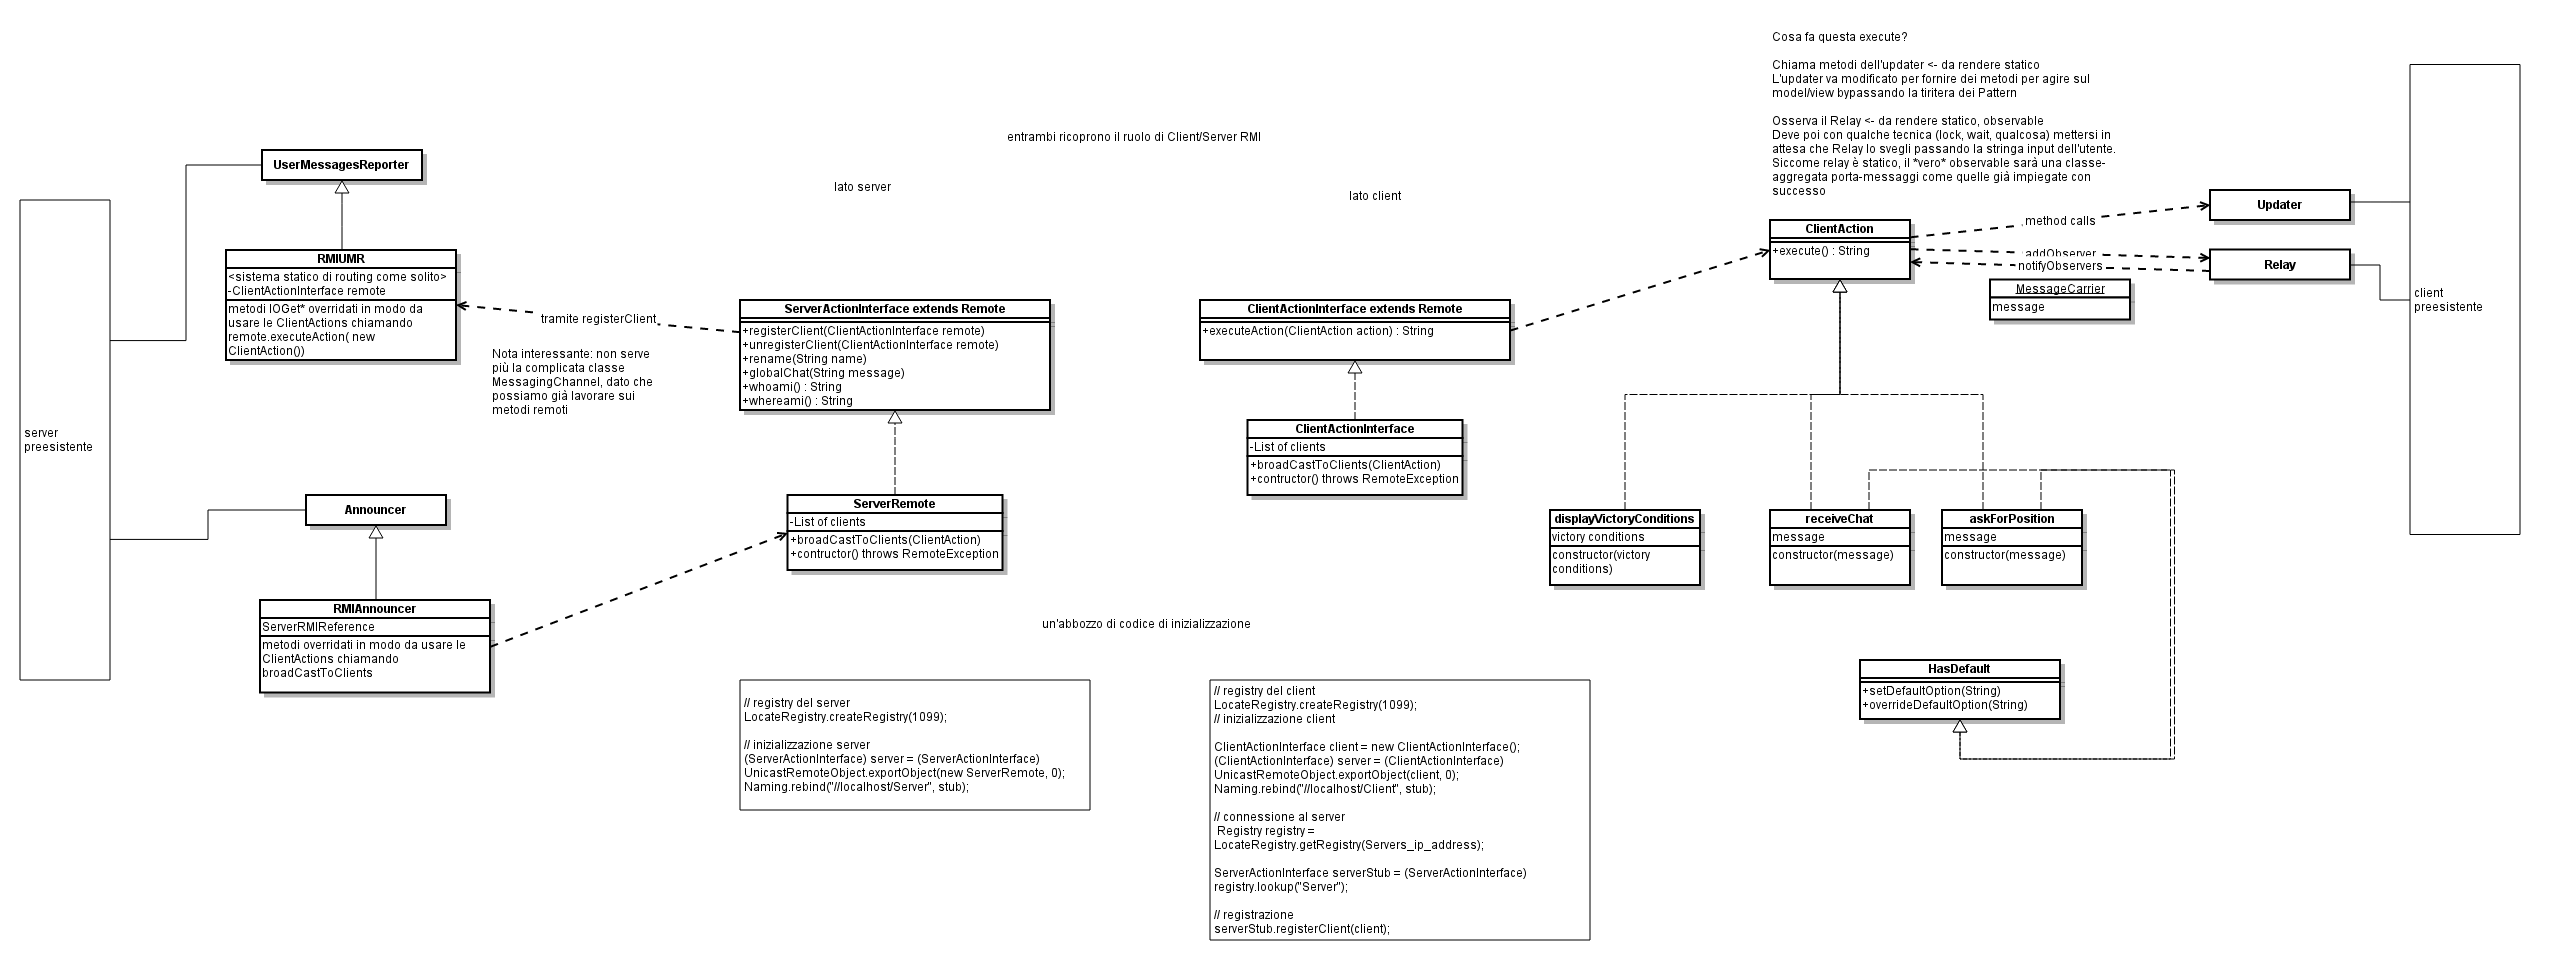 Cosa fa questa execute?
Chiama metodi dell'updater <- da rendere statico
L'updater va modificato per fornire dei metodi per agire sul
model/view bypassando la tiritera dei Pattern
Osserva il Relay <- da rendere statico, observable
Deve poi con qualche tecnica (lock, wait, qualcosa) mettersi in
attesa che Relay lo svegli passando la stringa input dell'utente.
Siccome relay è statico, il *vero* observable sarà una classe-
aggregata porta-messaggi come quelle già impiegate con
successo
entrambi ricoprono il ruolo di Client/Server RMI
lato server
lato client
server
preesistente
UserMessagesReporter
RMIUMR
<sistema statico di routing come solito>
-ClientActionInterface remote
metodi IOGet* overridati in modo da
usare le ClientActions chiamando
remote.executeAction( new
ClientAction())
tramite registerClient
Nota interessante: non serve
più la complicata classe
MessagingChannel, dato che
possiamo già lavorare sui
metodi remoti
Announcer
RMIAnnouncer
ServerRMIReference
metodi overridati in modo da usare le
ClientActions chiamando
broadCastToClients
ServerActionInterface extends Remote
+registerClient(ClientActionInterface remote)
+unregisterClient(ClientActionInterface remote)
+rename(String name)
+globalChat(String message)
+whoami() : String
+whereami() : String
ServerRemote
-List of clients
+broadCastToClients(ClientAction)
+contructor() throws RemoteException
ClientActionInterface extends Remote
+executeAction(ClientAction action) : String
ClientActionInterface
-List of clients
+broadCastToClients(ClientAction)
+contructor() throws RemoteException
ClientAction
+execute() : String
method calls
addObserver
notifyObservers
MessageCarrier
message
Updater
Relay
client
preesistente
displayVictoryConditions
victory conditions
constructor(victory
conditions)
receiveChat
message
constructor(message)
askForPosition
message
constructor(message)
HasDefault
+setDefaultOption(String)
+overrideDefaultOption(String)
un'abbozzo di codice di inizializzazione
// registry del server
LocateRegistry.createRegistry(1099);
// inizializzazione server
(ServerActionInterface) server = (ServerActionInterface)
UnicastRemoteObject.exportObject(new ServerRemote, 0);
Naming.rebind("//localhost/Server", stub);
// registry del client
LocateRegistry.createRegistry(1099);
// inizializzazione client
ClientActionInterface client = new ClientActionInterface();
(ClientActionInterface) server = (ClientActionInterface)
UnicastRemoteObject.exportObject(client, 0);
Naming.rebind("//localhost/Client", stub);
// connessione al server
Registry registry =
LocateRegistry.getRegistry(Servers_ip_address);
ServerActionInterface serverStub = (ServerActionInterface)
registry.lookup("Server");
// registrazione
serverStub.registerClient(client);